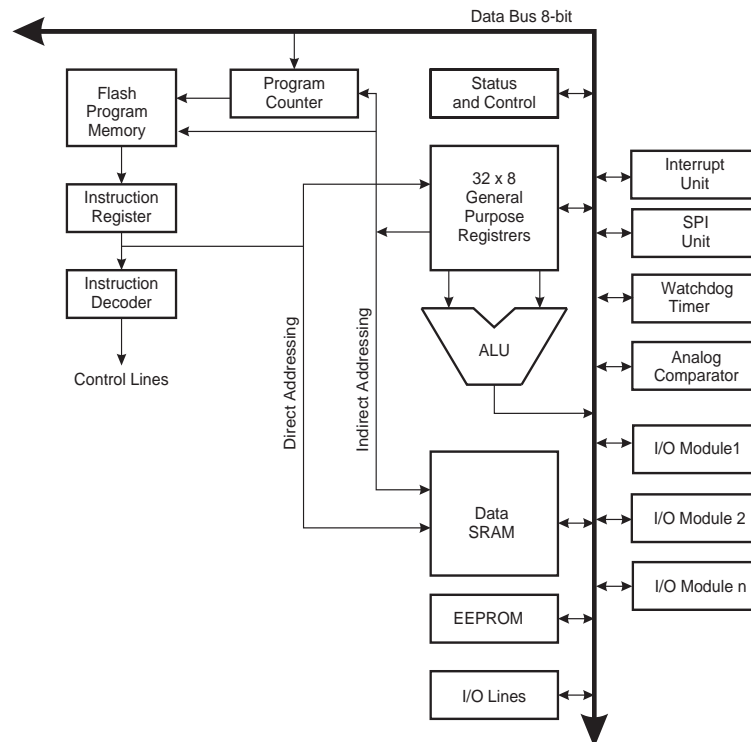 Data Bus 8-bit
Flash
Program
Memory
Program
Counter
Status
and Control
Interrupt
Unit
32 x 8
General
Purpose
Registrers
Instruction
Register
SPI
Unit
Instruction
Decoder
Watchdog
Timer
Control Lines
Direct Addressing
Indirect Addressing
ALU
Analog
Comparator
I/O Module1
Data
SRAM
I/O Module 2
I/O Module n
EEPROM
I/O Lines